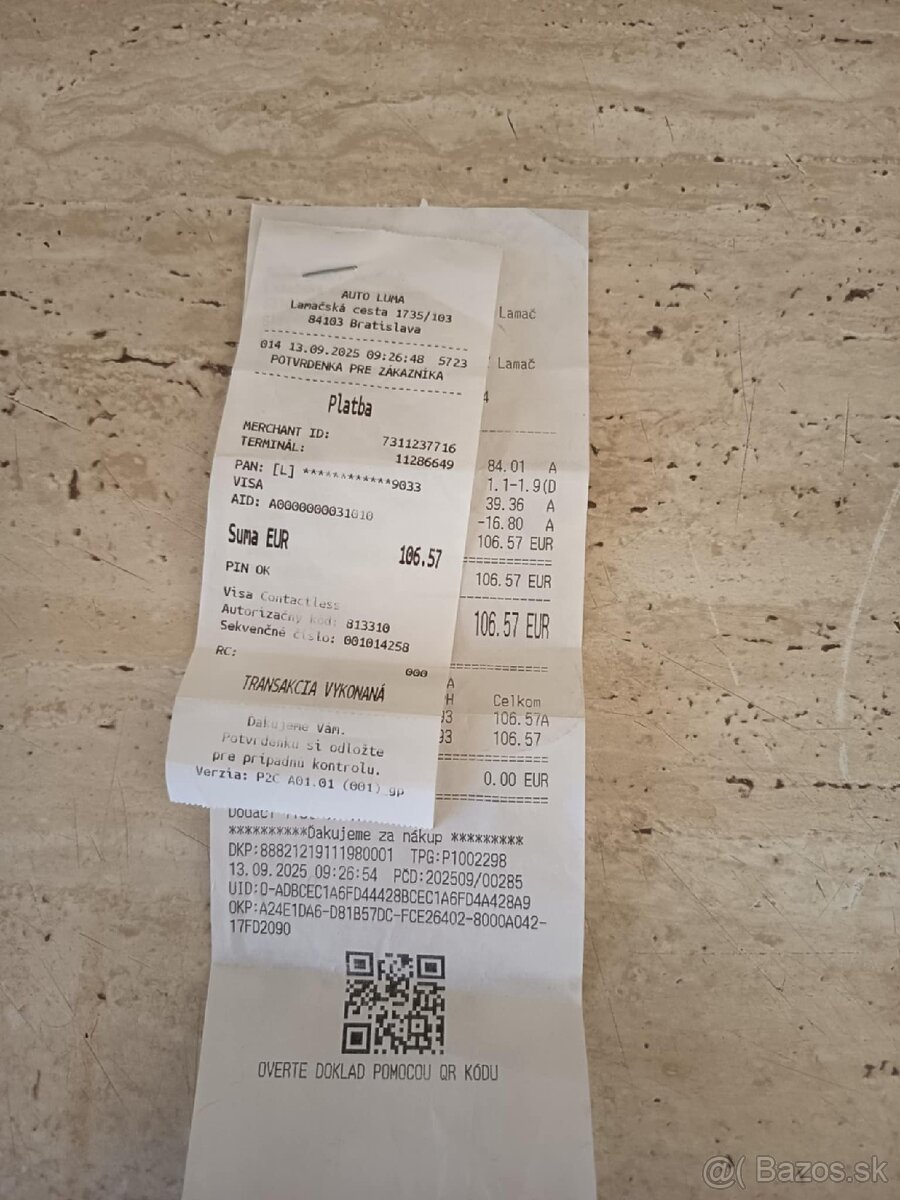 AUTO LUMA
Lamačská cesta 1735/103
84103 Bratislava
014 13.09.2025 09:26:48 5723
POTVRDENKA PRE ZÁKAZNÍKA
Platba
MERCHANT ID: 7311237716
TERMINÁL: 11286649
PAN: [L] ************9033
VISA
AID: A0000000031010
Suma EUR 106.57
PIN OK
Visa Contactless
Autorizačný kód: 813310
Sekvenčné číslo: 001014258
RC: 000
TRANSAKCIA VYKONANÁ
Ďakujeme Vám.
Potvrdenku si odložte
pre prípadnú kontrolu.
Verzia: P2C A01.01 (001)
Lamač
Lamač
4
84.01 A
1.1-1.9(D
39.36 A
-16.80 A
106.57 EUR
106.57 EUR
106.57 EUR
A
H Celkom
93 106.57A
93 106.57
0.00 EUR
**********Ďakujeme za nákup *********
DKP:88821219111980001 TPG:P1002298
13.09.2025 09:26:54 PČD:202509/00285
UID:O-ADBCEC1A6FD44428BCEC1A6FD4A428A9
OKP:A24E1DA6-D81B57DC-FCE26402-8000A042-
17FD2090
OVERTE DOKLAD POMOCOU QR KÓDU
@( Bazos.sk